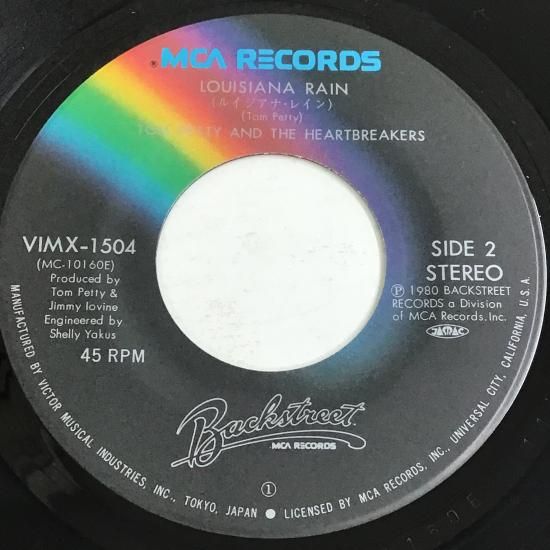 MCA RECORDS
LOUISIANA RAIN
(ルイジアナ・レイン)
(Tom Petty)
TOM PETTY AND THE HEARTBREAKERS
VIMX-1504
(MC-10160E)
Produced by
Tom Petty &
Jimmy Iovine
Engineered by
Shelly Yakus
45 RPM
SIDE 2
STEREO
Ⓟ 1980 BACKSTREET
RECORDS a Division
of MCA Records, Inc.
JASRAC
Backstreet
MCA RECORDS
①
MANUFACTURED BY VICTOR MUSICAL INDUSTRIES, INC., TOKYO, JAPAN ● LICENSED BY MCA RECORDS, INC., UNIVERSAL CITY, CALIFORNIA, U.S.A.